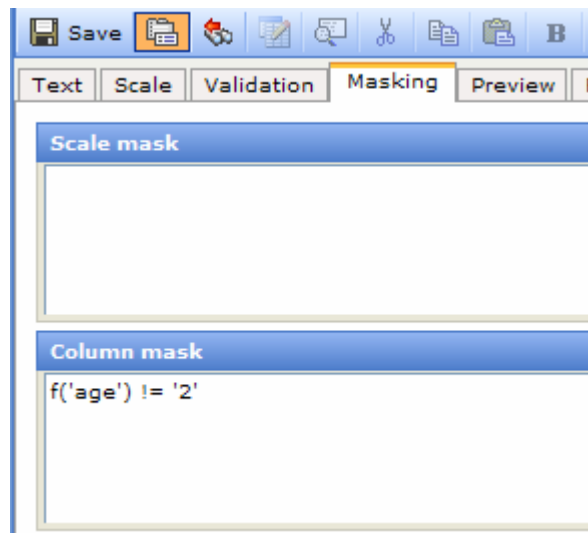 Save B
Text Scale Validation Masking Preview
Scale mask
Column mask
f('age') != '2'